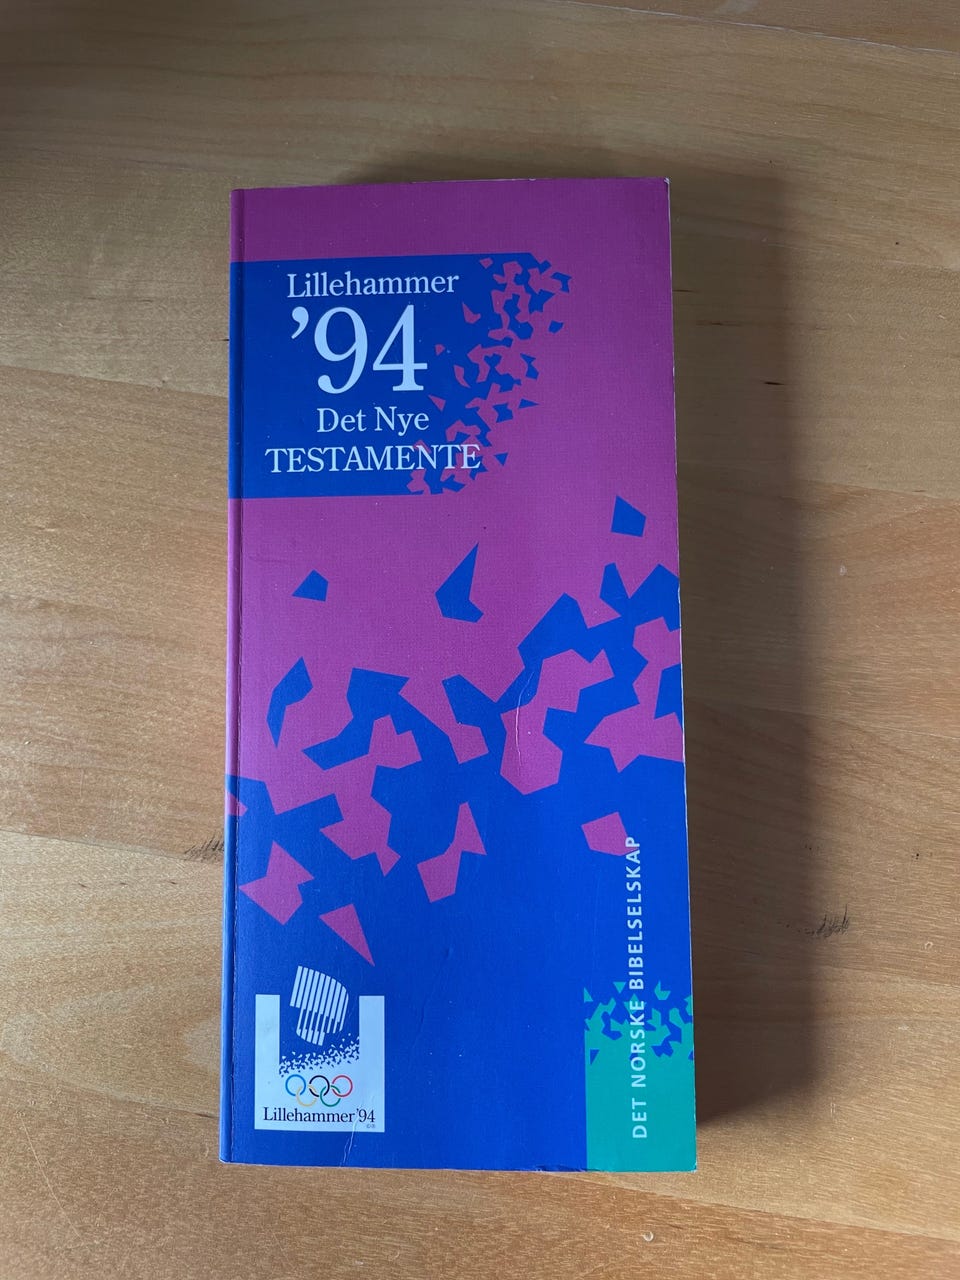 Lillehammer
’94
Det Nye
TESTAMENTE
DET NORSKE BIBELSELSKAP
Lillehammer’94